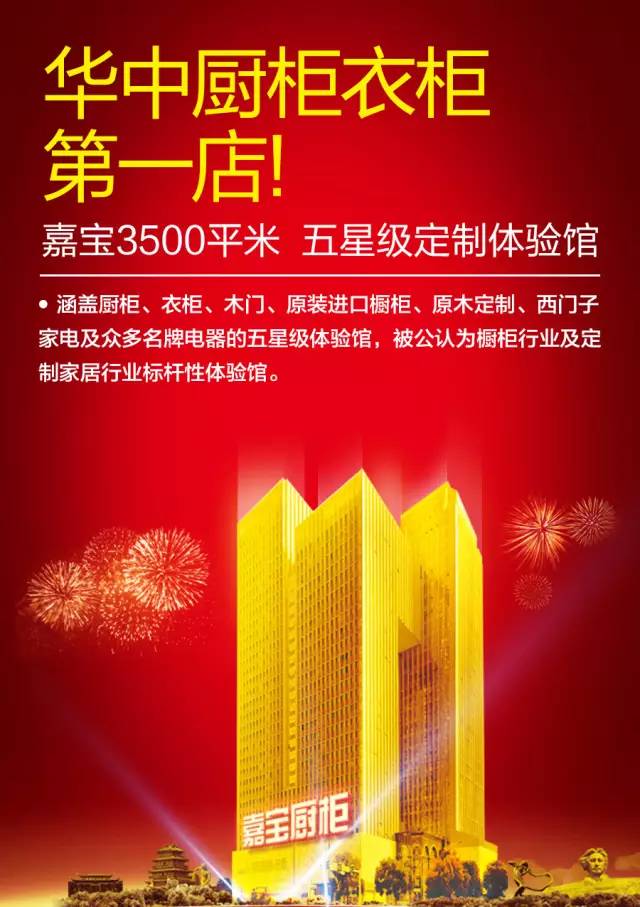 华中厨柜衣柜
第一店!
嘉宝3500平米 五星级定制体验馆
• 涵盖厨柜、衣柜、木门、原装进口橱柜、原木定制、西门子
家电及众多名牌电器的五星级体验馆，被公认为橱柜行业及定
制家居行业标杆性体验馆。
嘉宝厨柜